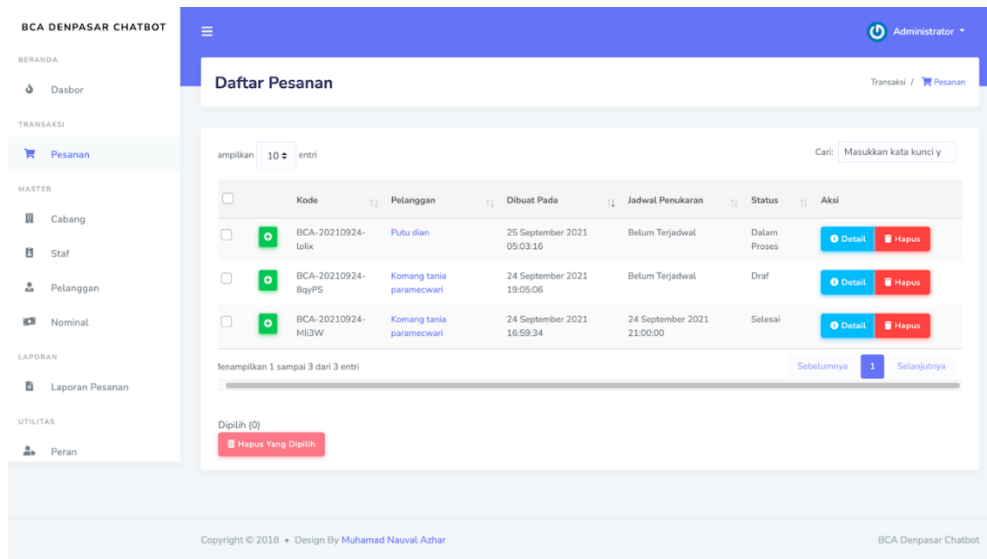 BCA DENPASAR CHATBOT
Administrator
BERANDA
Dasbor
Daftar Pesanan
Transaksi / Pesanan
TRANSAKSI
Pesanan
ampilkan 10 entri
Cari: Masukkan kata kunci y
MASTER
Kode Pelanggan Dibuat Pada Jadwal Penukaran Status Aksi
Cabang
BCA-20210924- Putu dian 25 September 2021 Belum Terjadwal Dalam Detail Hapus
lolix 05:03:16 Proses
Staf
BCA-20210924- Komang tania 24 September 2021 Belum Terjadwal Draf Detail Hapus
8qyPS paramecwari 19:05:06
Pelanggan
BCA-20210924- Komang tania 24 September 2021 24 September 2021 Selesai Detail Hapus
MIi3W paramecwari 16:59:34 21:00:00
Nominal
LAPORAN
lenampilkan 1 sampai 3 dari 3 entri
Sebelumnya 1 Selanjutnya
Laporan Pesanan
UTILITAS
Dipilih (0)
Hapus Yang Dipilih
Peran
Copyright © 2018 • Design By Muhamad Nauval Azhar
BCA Denpasar Chatbot